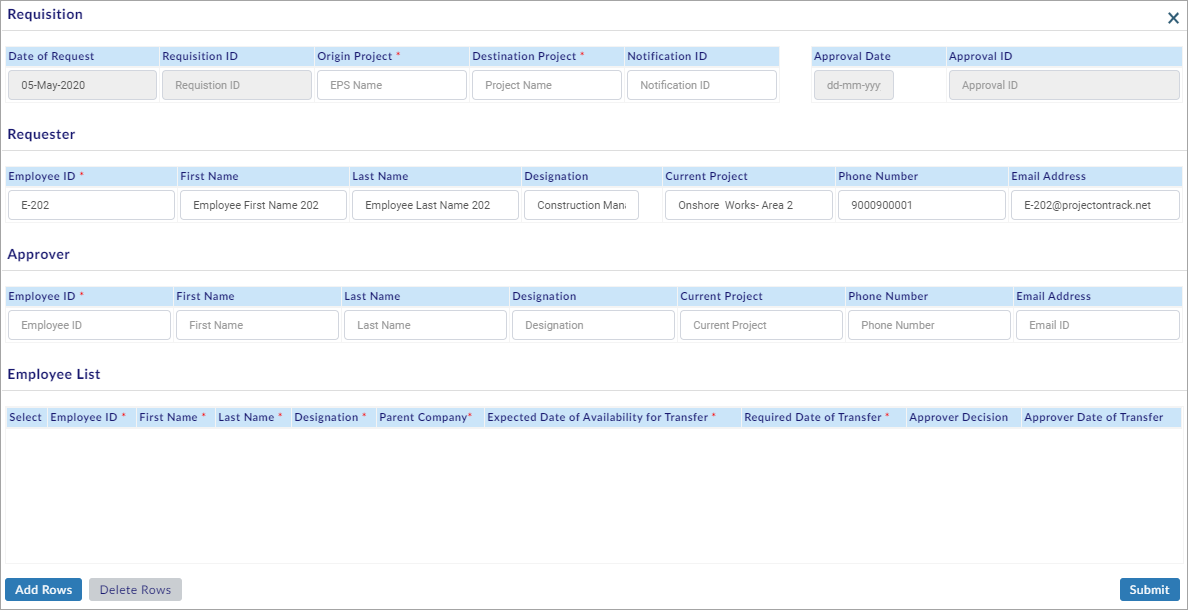 Requisition
Date of Request Requisition ID Origin Project * Destination Project * Notification ID Approval Date Approval ID
05-May-2020 Requistion ID EPS Name Project Name Notification ID dd-mm-yyy Approval ID
Requester
Employee ID * First Name Last Name Designation Current Project Phone Number Email Address
E-202 Employee First Name 202 Employee Last Name 202 Construction Mana Onshore Works- Area 2 9000900001 E-202@projectontrack.net
Approver
Employee ID * First Name Last Name Designation Current Project Phone Number Email Address
Employee ID First Name Last Name Designation Current Project Phone Number Email ID
Employee List
Select Employee ID * First Name * Last Name * Designation * Parent Company* Expected Date of Availability for Transfer * Required Date of Transfer * Approver Decision Approver Date of Transfer
Add Rows Delete Rows Submit